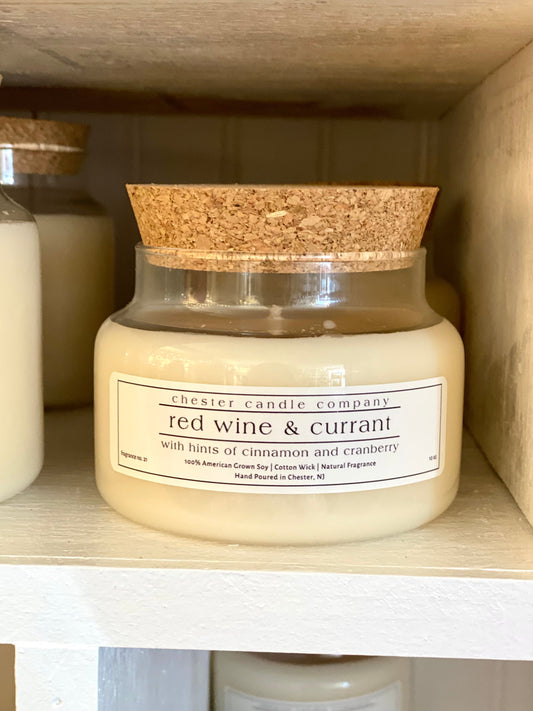 chester candle company
red wine & currant
with hints of cinnamon and cranberry
100% American Grown Soy | Cotton Wick | Natural Fragrance
Hand Poured in Chester, NJ
fragrance no. 21
10 oz